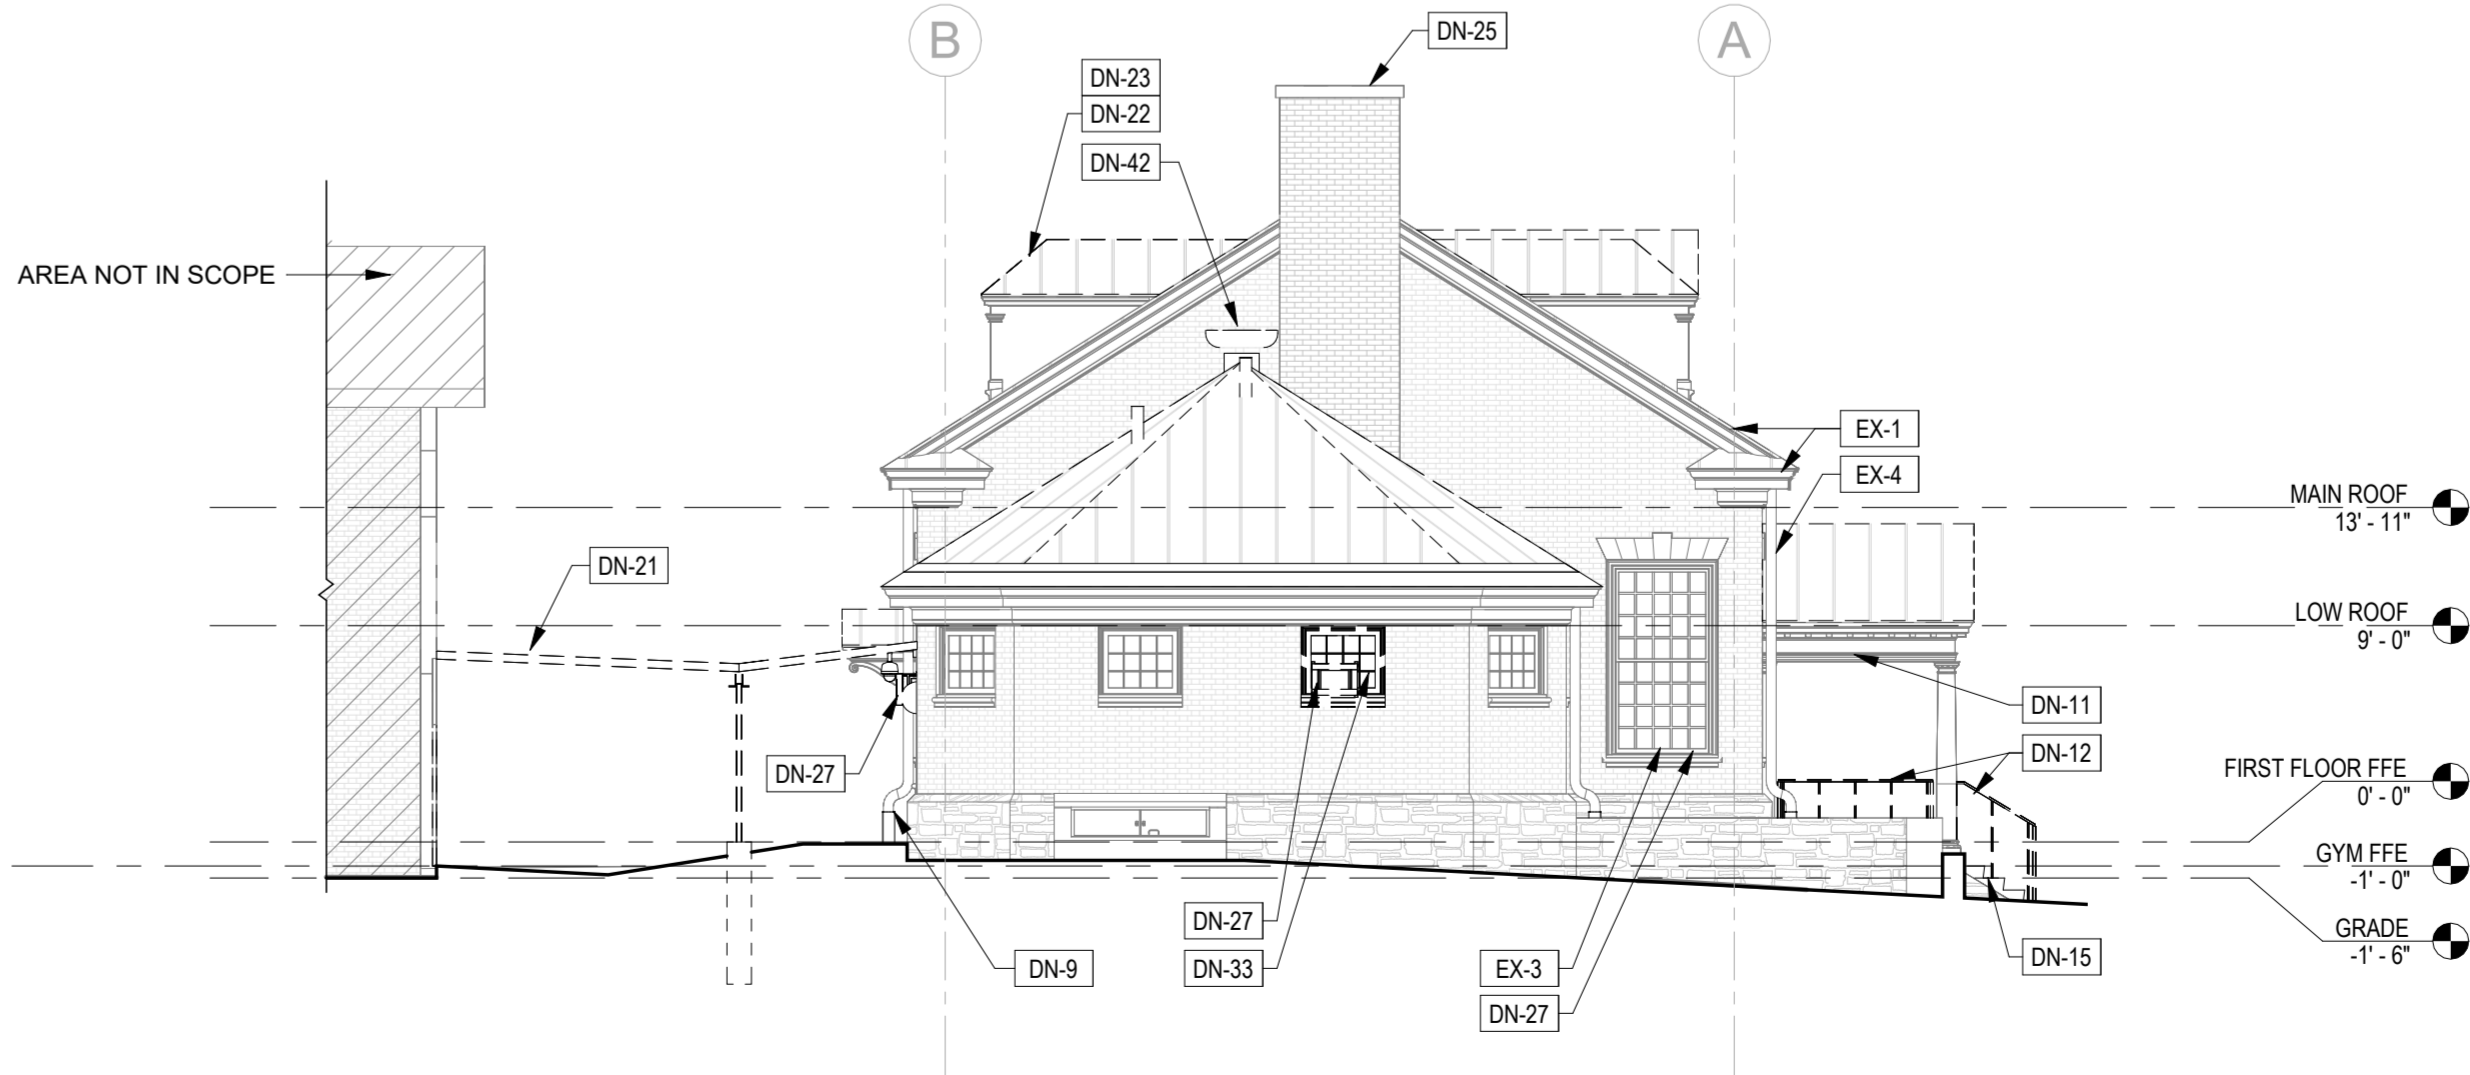 B
A
DN-25
DN-23
DN-22
DN-42
AREA NOT IN SCOPE
EX-1
EX-4
MAIN ROOF
13' - 11"
DN-21
LOW ROOF
9' - 0"
DN-11
DN-12
DN-27
FIRST FLOOR FFE
0' - 0"
GYM FFE
-1' - 0"
DN-27
GRADE
-1' - 6"
DN-9
DN-33
EX-3
DN-15
DN-27